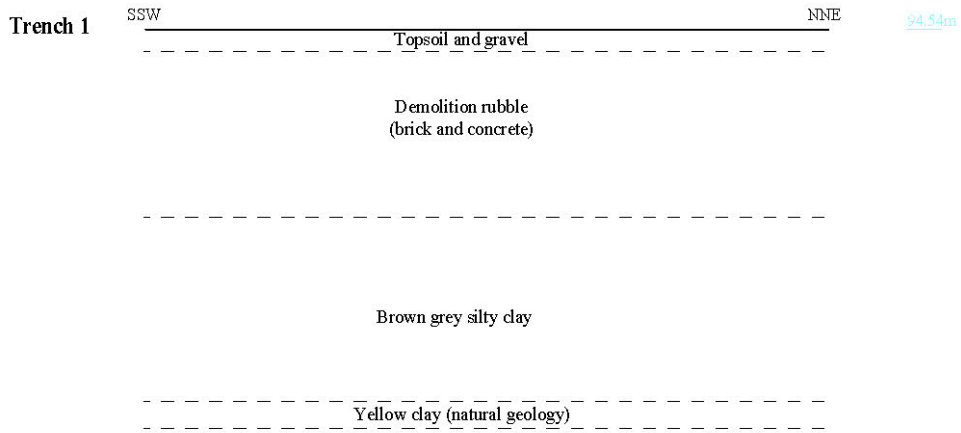 Trench 1
SSW
NNE
94.54m
Topsoil and gravel
Demolition rubble
(brick and concrete)
Brown grey silty clay
Yellow clay (natural geology)